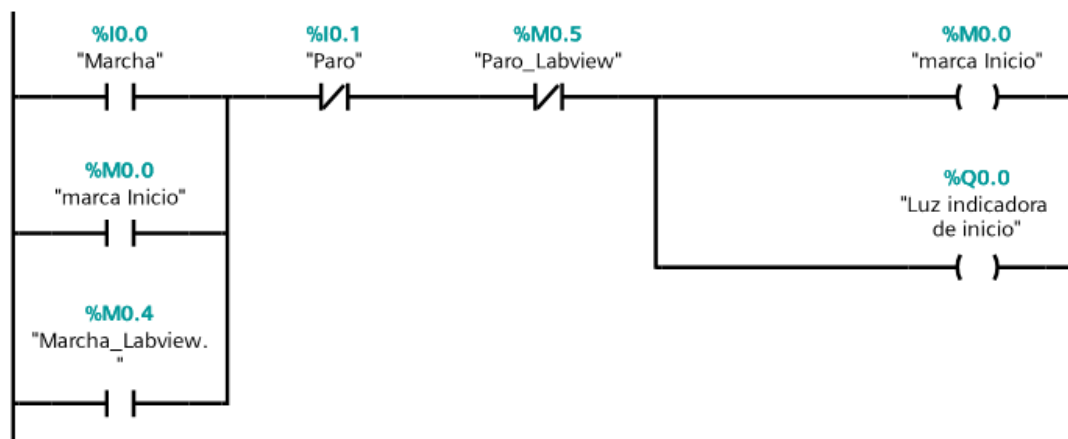 %I0.0
"Marcha"
%I0.1
"Paro"
%M0.5
"Paro_Labview"
%M0.0
"marca Inicio"
%M0.0
"marca Inicio"
%Q0.0
"Luz indicadora
de inicio"
%M0.4
"Marcha_Labview.
"